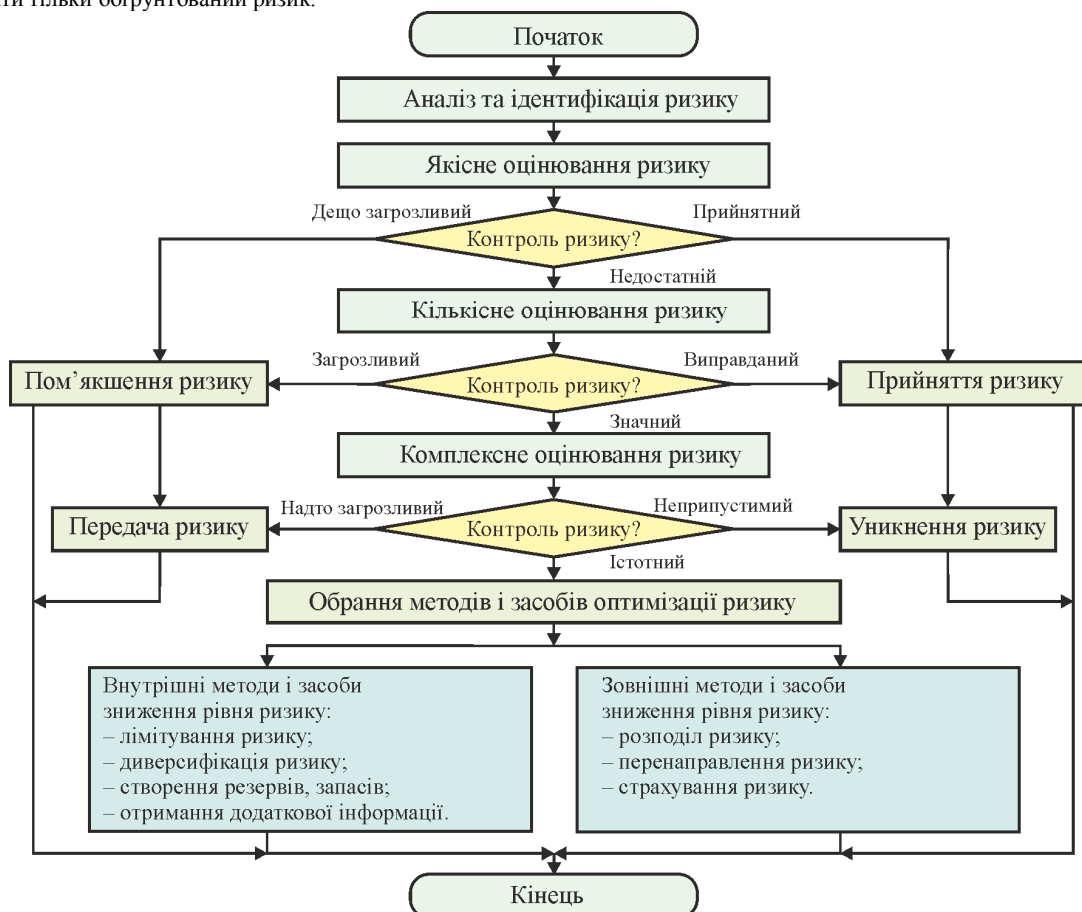 ти тільки обґрунтований ризик.
Початок
Аналіз та ідентифікація ризику
Якісне оцінювання ризику
Дещо загрозливий
Прийнятний
Контроль ризику?
Недостатній
Кількісне оцінювання ризику
Загрозливий
Виправданий
Пом’якшення ризику
Контроль ризику?
Прийняття ризику
Значний
Комплексне оцінювання ризику
Надто загрозливий
Неприпустимий
Передача ризику
Контроль ризику?
Уникнення ризику
Істотний
Обрання методів і засобів оптимізації ризику
Внутрішні методи і засоби
зниження рівня ризику:
– лімітування ризику;
– диверсифікація ризику;
– створення резервів, запасів;
– отримання додаткової інформації.
Зовнішні методи і засоби
зниження рівня ризику:
– розподіл ризику;
– перенаправлення ризику;
– страхування ризику.
Кінець